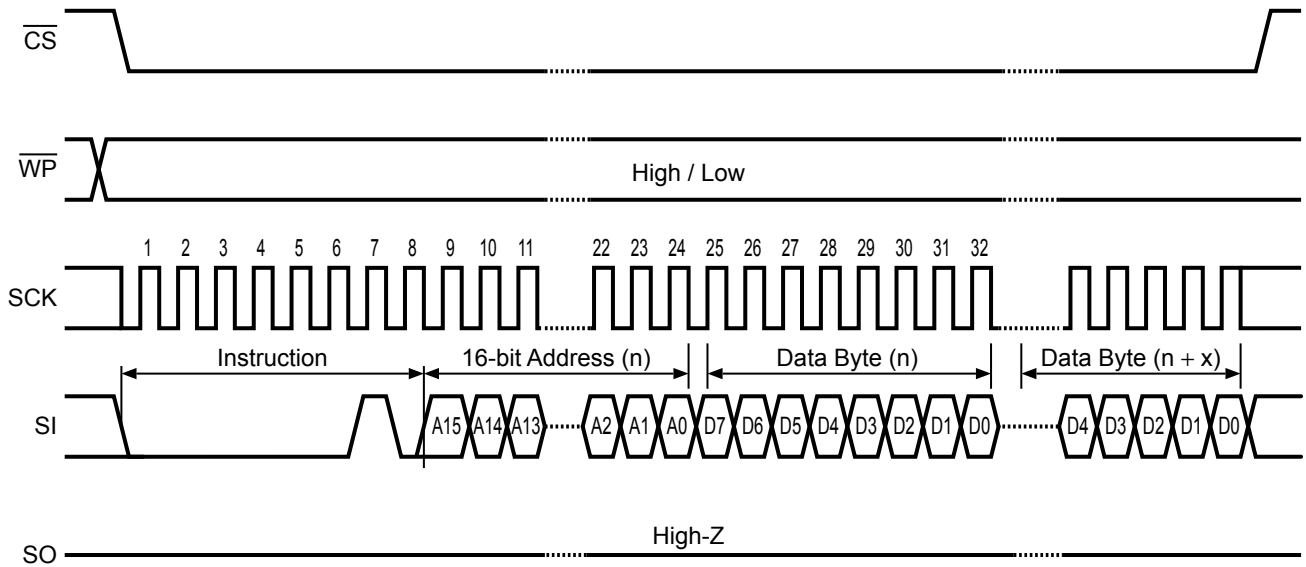 CS
WP
High / Low
1 2 3 4 5 6 7 8 9 10 11 22 23 24 25 26 27 28 29 30 31 32
SCK
Instruction 16-bit Address (n) Data Byte (n) Data Byte (n + x)
SI A15 A14 A13 A2 A1 A0 D7 D6 D5 D4 D3 D2 D1 D0 D4 D3 D2 D1 D0
High-Z
SO